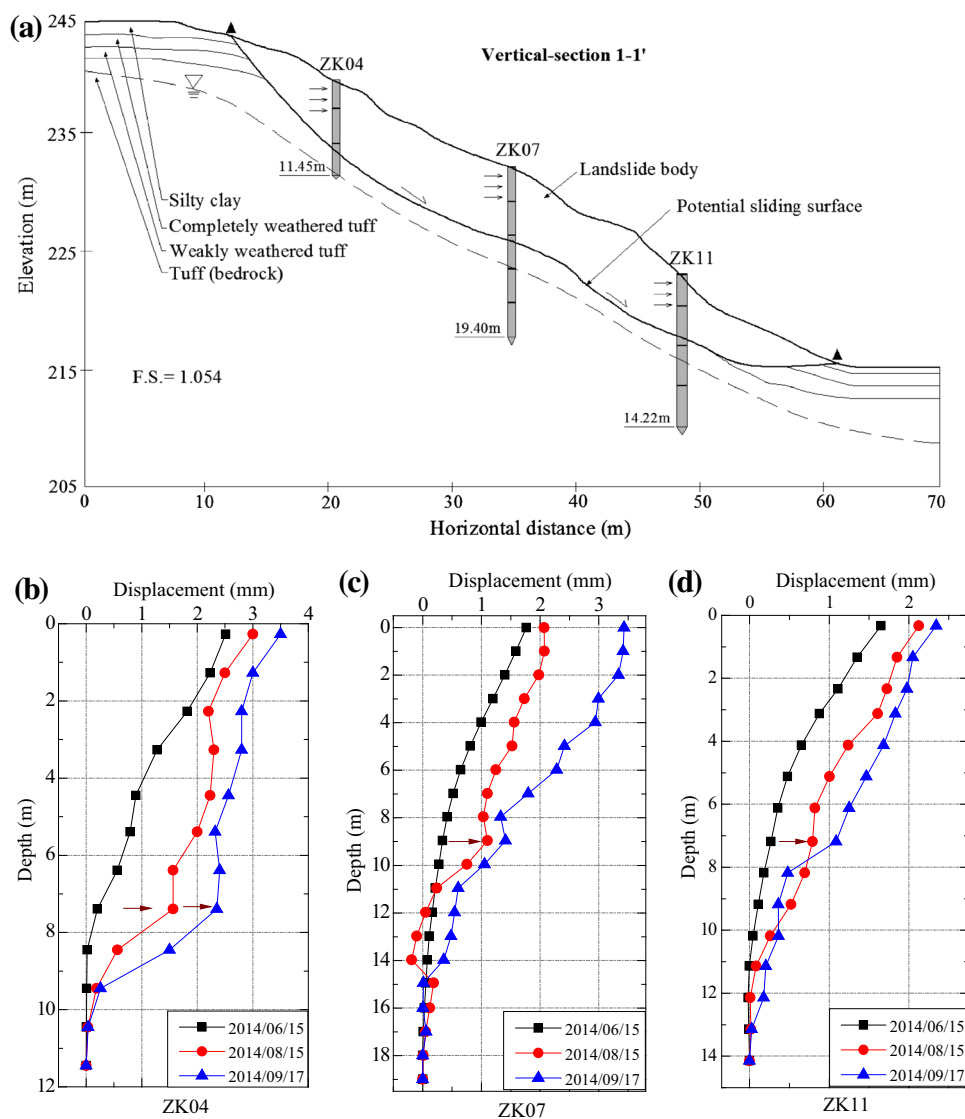 (a)
Vertical-section 1-1'
245
235
225
215
205
Elevation (m)
ZK04
ZK07
ZK11
Landslide body
Potential sliding surface
Silty clay
Completely weathered tuff
Weakly weathered tuff
Tuff (bedrock)
11.45m
19.40m
14.22m
F.S.= 1.054
0 10 20 30 40 50 60 70
Horizontal distance (m)
(b)
Displacement (mm)
0 1 2 3 4
0
2
4
6
8
10
12
Depth (m)
2014/06/15
2014/08/15
2014/09/17
ZK04
(c)
Displacement (mm)
0 1 2 3
0
2
4
6
8
10
12
14
16
18
Depth (m)
2014/06/15
2014/08/15
2014/09/17
ZK07
(d)
Displacement (mm)
0 1 2
0
2
4
6
8
10
12
14
Depth (m)
2014/06/15
2014/08/15
2014/09/17
ZK11